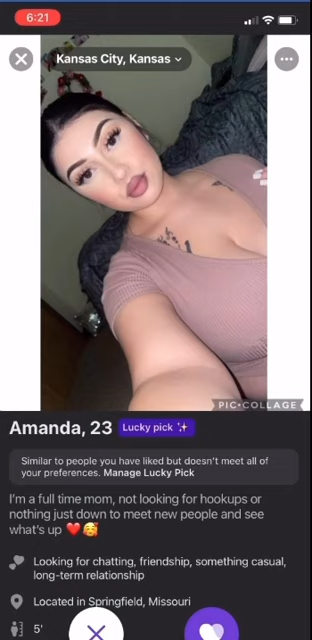 6:21
Kansas City, Kansas
PIC•COLLAGE
Amanda, 23 Lucky pick
Similar to people you have liked but doesn't meet all of
your preferences. Manage Lucky Pick
I'm a full time mom, not looking for hookups or
nothing just down to meet new people and see
what's up ❤️🥰
Looking for chatting, friendship, something casual,
long-term relationship
Located in Springfield, Missouri
5'